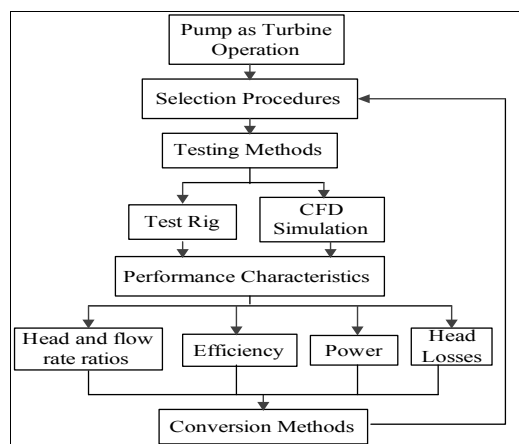 Pump as Turbine
Operation
Selection Procedures
Testing Methods
Test Rig
CFD
Simulation
Performance Characteristics
Head and flow
rate ratios
Efficiency
Power
Head
Losses
Conversion Methods